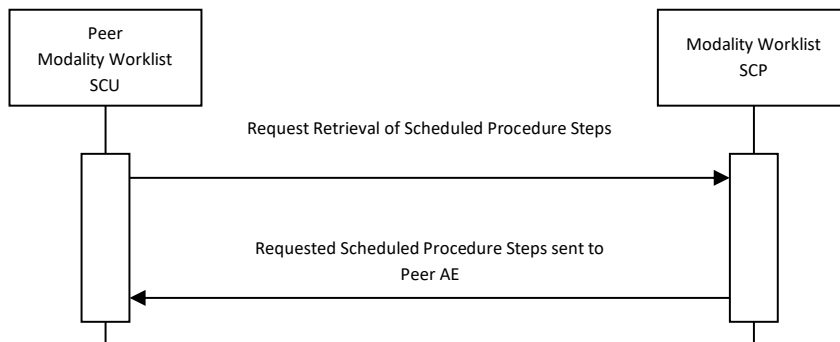 Peer
Modality Worklist
SCU
Modality Worklist
SCP
Request Retrieval of Scheduled Procedure Steps
Requested Scheduled Procedure Steps sent to
Peer AE